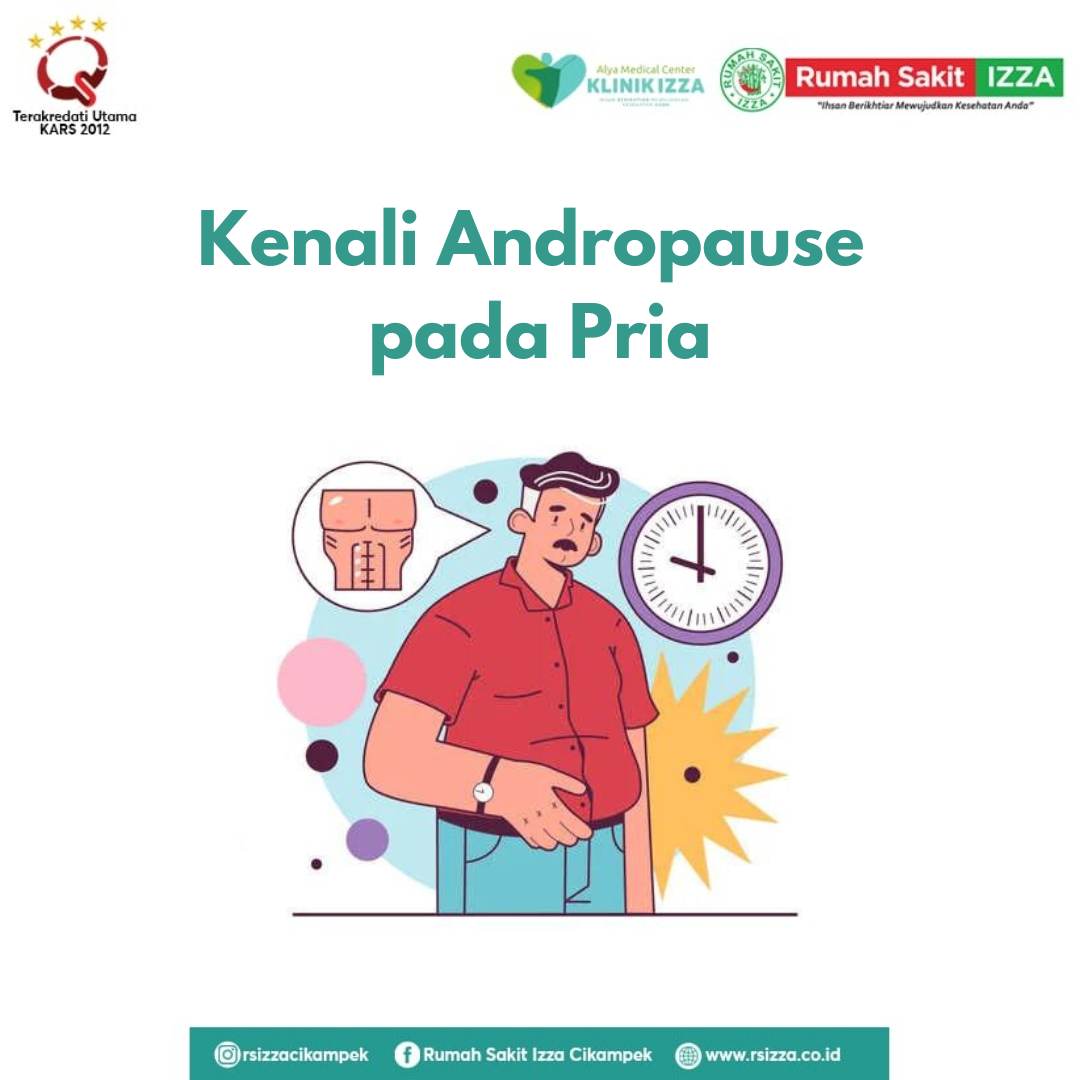 Terakredati Utama
KARS 2012
Alya Medical Center
KLINIK IZZA
RUMAH SAKIT
IZZA
Rumah Sakit IZZA
"Ihsan Berikhtiar Mewujudkan Kesehatan Anda"
Kenali Andropause
pada Pria
rsizzacikampek
Rumah Sakit Izza Cikampek
www.rsizza.co.id